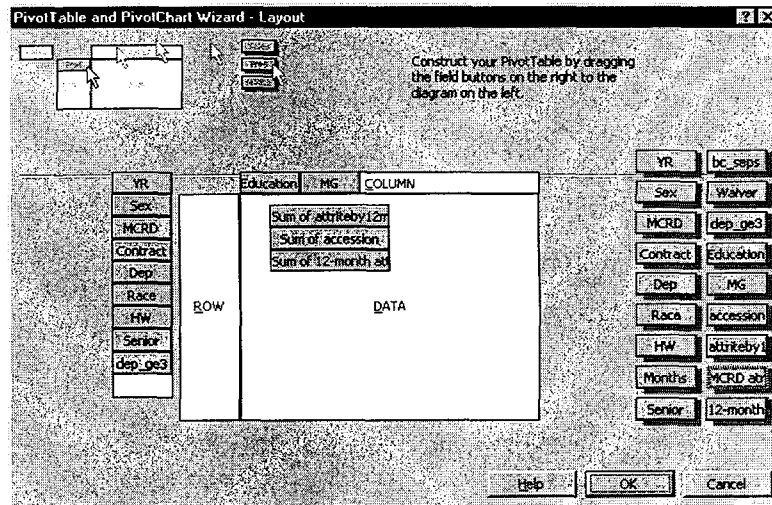 PivotTable and PivotChart Wizard - Layout
Construct your PivotTable by dragging
the field buttons on the right to the
diagram on the left.
YR
Sex
MCRD
Contract
Dep
Race
HW
Senior
dep_ge3
Education MG COLUMN
ROW
Sum of attriteby12m
Sum of accession
Sum of 12-month att
DATA
YR bc_seps
Sex Waiver
MCRD dep_ge3
Contract Education
Dep MG
Race accession
HW attriteby1
Months MCRD attr
Senior 12-month
Help OK Cancel